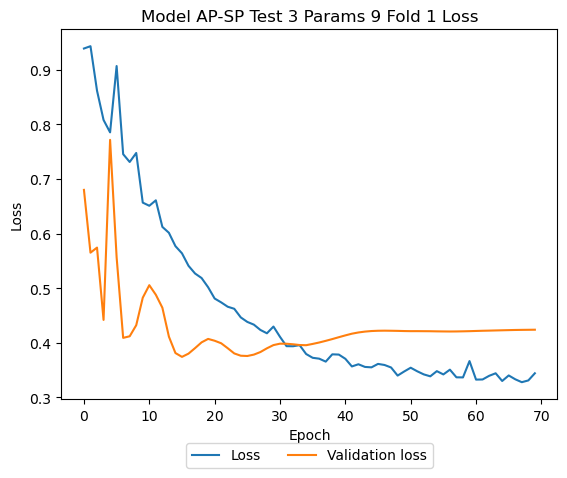 Model AP-SP Test 3 Params 9 Fold 1 Loss
0.9
0.8
0.7
0.6
0.5
0.4
0.3
Loss
0 10 20 30 40 50 60 70
Epoch
Loss Validation loss